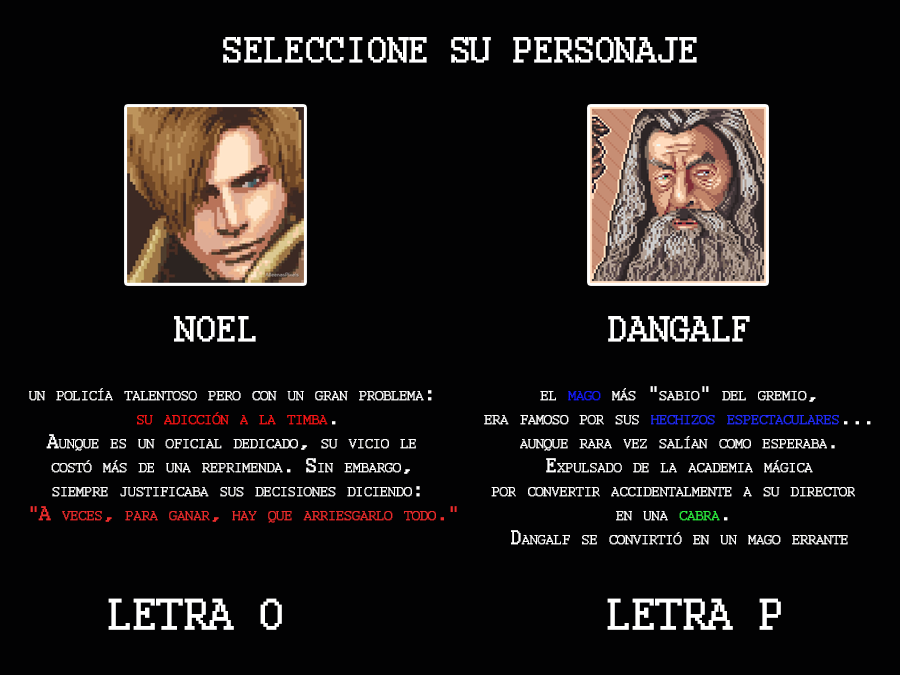 SELECCIONE SU PERSONAJE
NOEL
UN POLICÍA TALENTOSO PERO CON UN GRAN PROBLEMA:
SU ADICCIÓN A LA TIMBA.
AUNQUE ES UN OFICIAL DEDICADO, SU VICIO LE
COSTÓ MÁS DE UNA REPRIMENDA. SIN EMBARGO,
SIEMPRE JUSTIFICABA SUS DECISIONES DICIENDO:
"A VECES, PARA GANAR, HAY QUE ARRIESGARLO TODO."
LETRA O
DANGALF
EL MAGO MÁS "SABIO" DEL GREMIO,
ERA FAMOSO POR SUS HECHIZOS ESPECTACULARES...
AUNQUE RARA VEZ SALÍAN COMO ESPERABA.
EXPULSADO DE LA ACADEMIA MÁGICA
POR CONVERTIR ACCIDENTALMENTE A SU DIRECTOR
EN UNA CABRA.
DANGALF SE CONVIRTIÓ EN UN MAGO ERRANTE
LETRA P